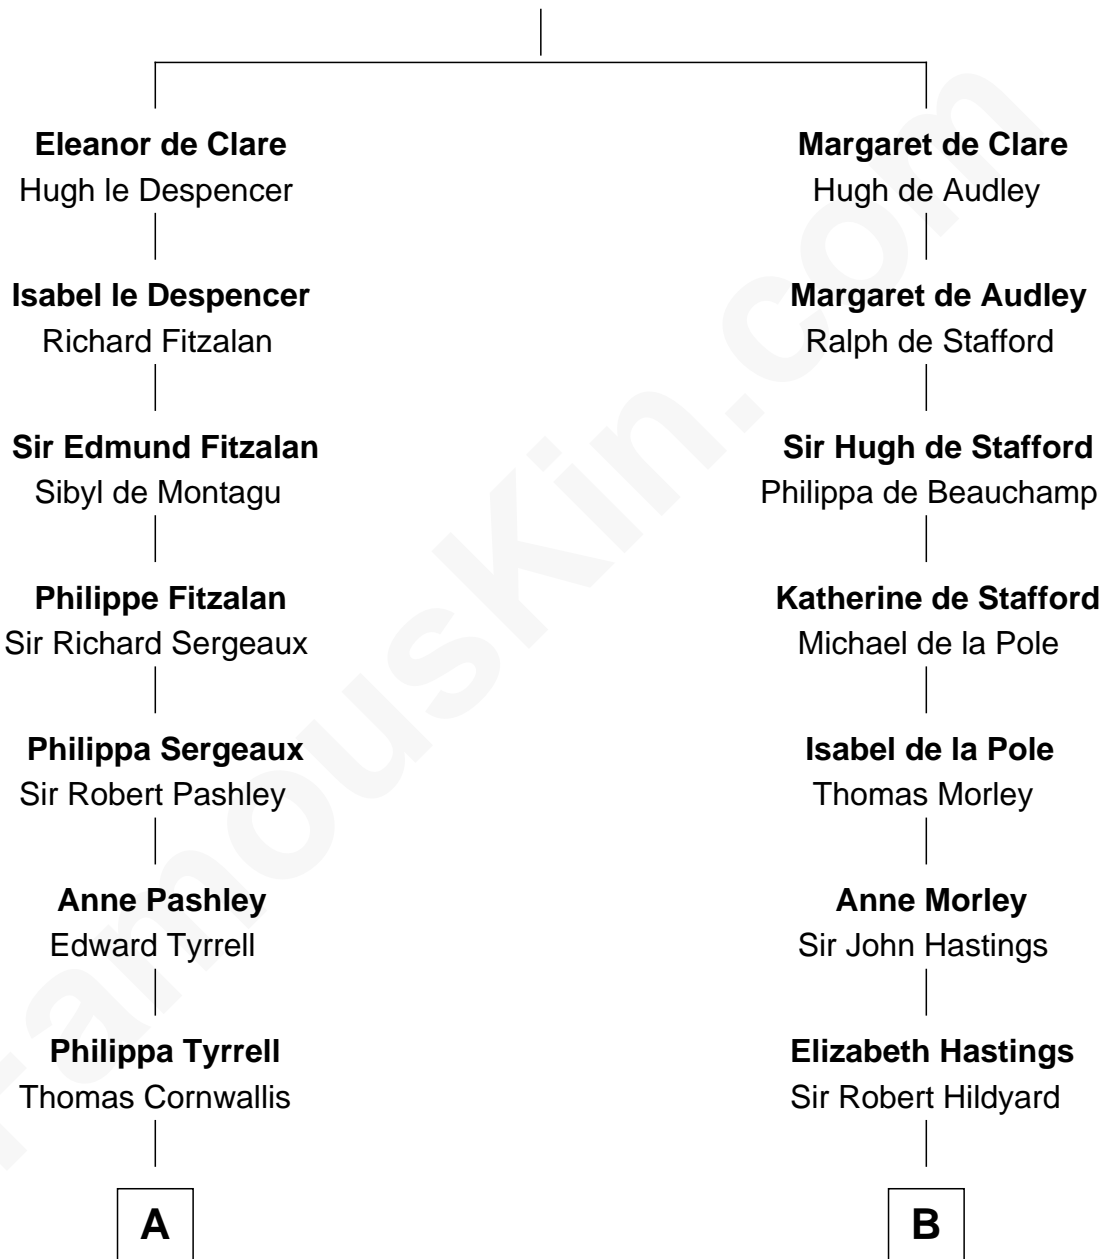 Eleanor de Clare
Hugh le Despencer
Isabel le Despencer
Richard Fitzalan
Sir Edmund Fitzalan
Sibyl de Montagu
Philippe Fitzalan
Sir Richard Sergeaux
Philippa Sergeaux
Sir Robert Pashley
Anne Pashley
Edward Tyrrell
Philippa Tyrrell
Thomas Cornwallis
A
Margaret de Clare
Hugh de Audley
Margaret de Audley
Ralph de Stafford
Sir Hugh de Stafford
Philippa de Beauchamp
Katherine de Stafford
Michael de la Pole
Isabel de la Pole
Thomas Morley
Anne Morley
Sir John Hastings
Elizabeth Hastings
Sir Robert Hildyard
B
FamousKin.com